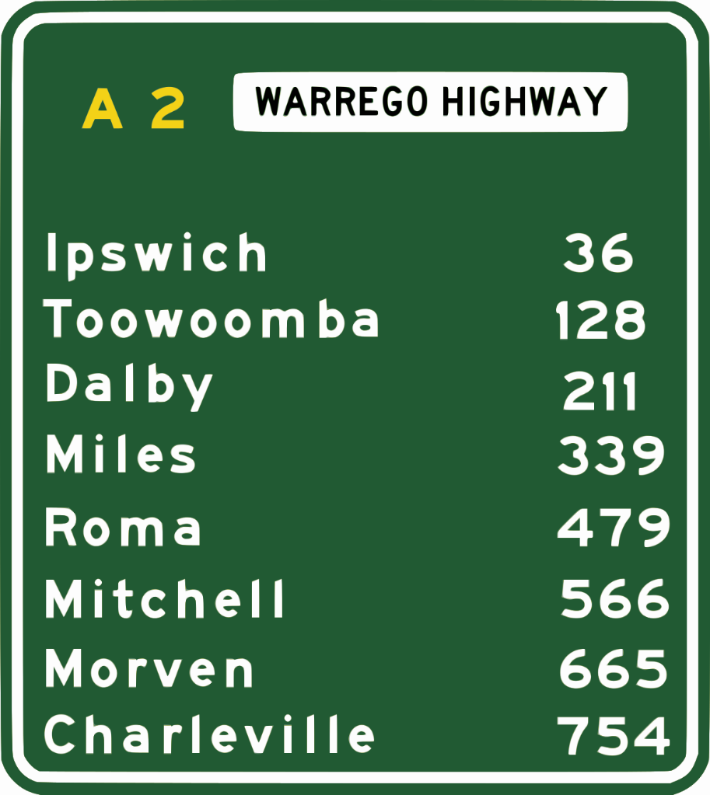 A 2 WARREGO HIGHWAY
Ipswich 36
Toowoomba 128
Dalby 211
Miles 339
Roma 479
Mitchell 566
Morven 665
Charleville 754